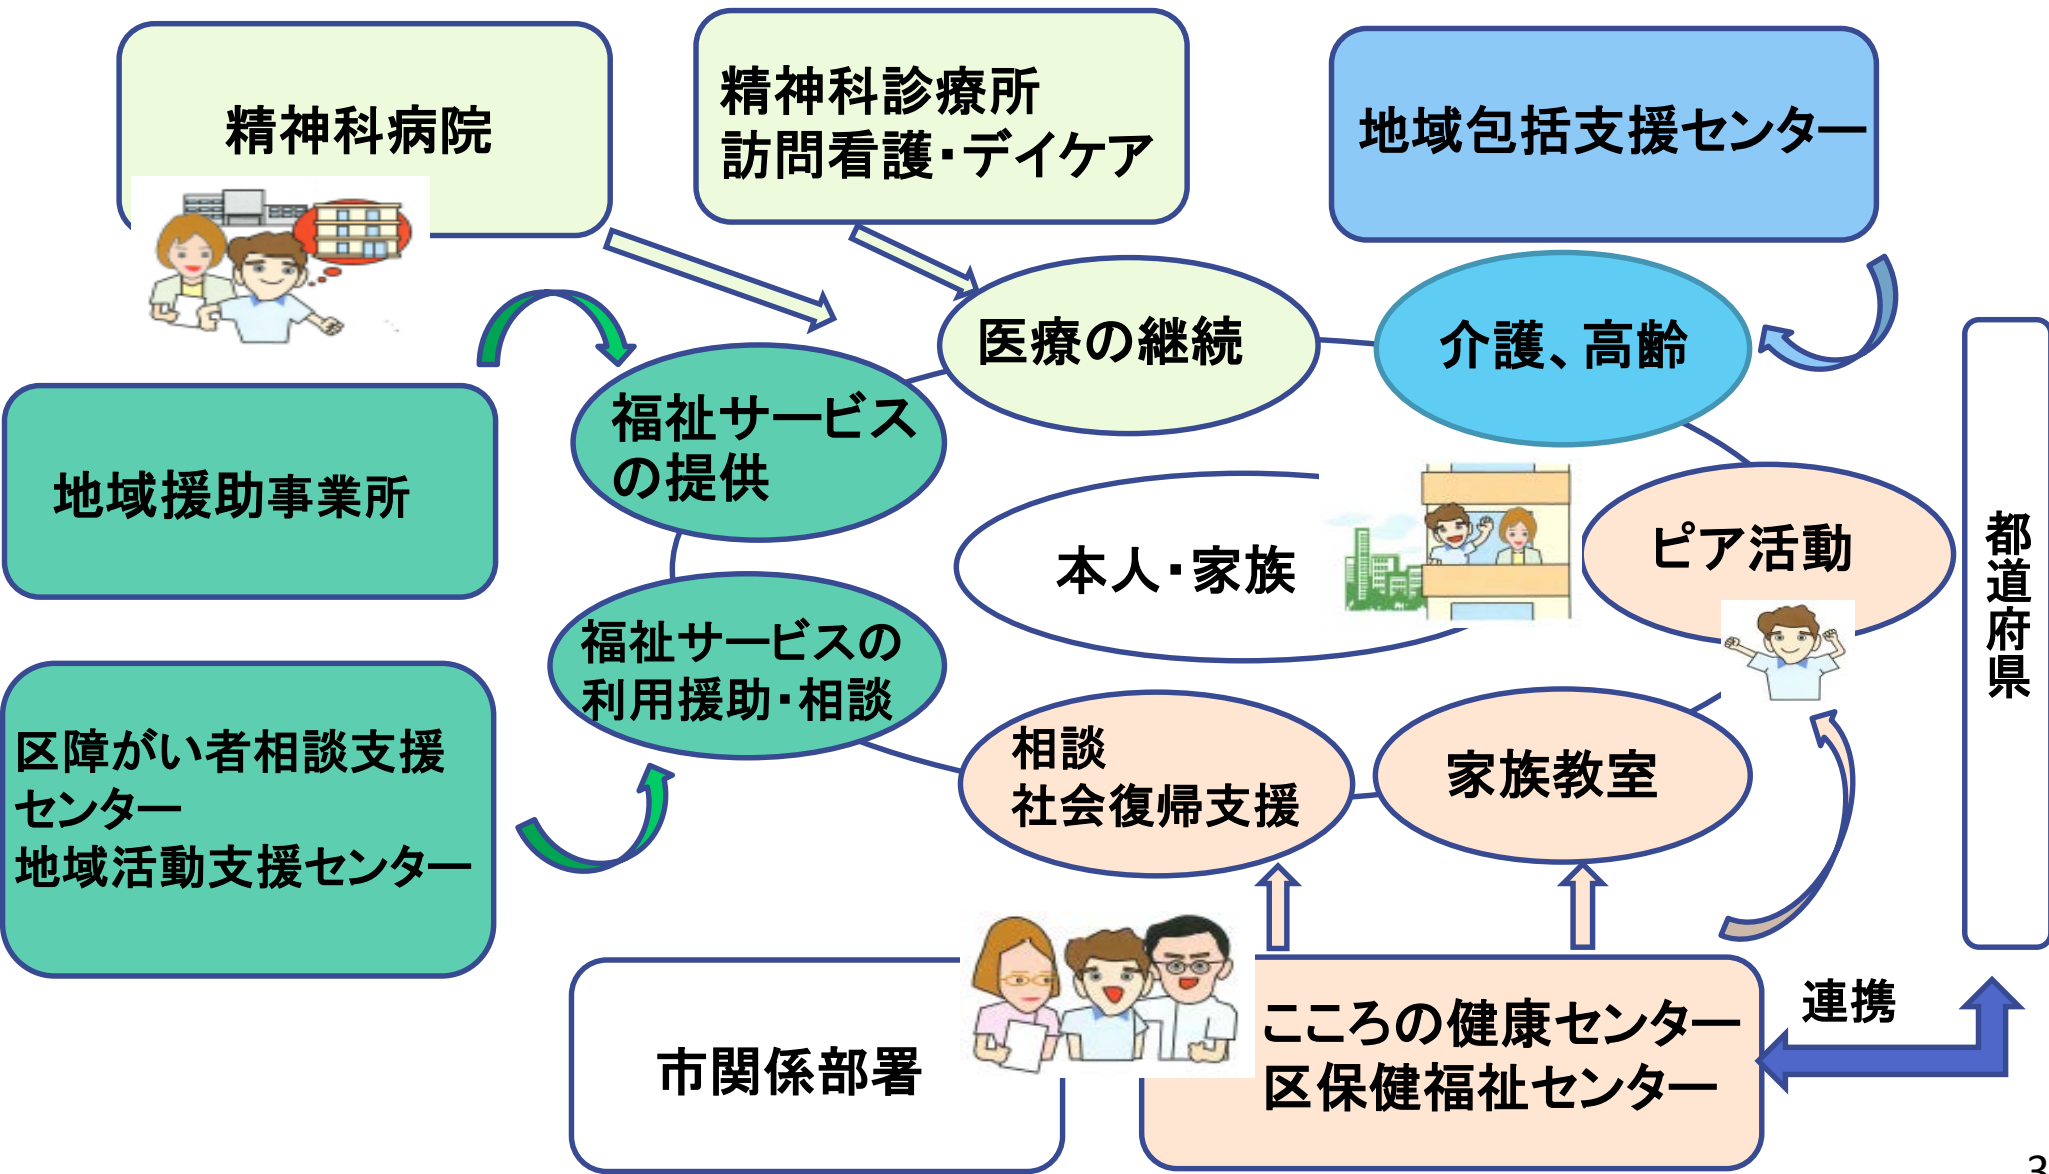 精神科病院
精神科診療所
訪問看護・デイケア
地域包括支援センター
医療の継続
介護、高齢
福祉サービス
の提供
地域援助事業所
本人・家族
ピア活動
都道府県
福祉サービスの
利用援助・相談
区障がい者相談支援
センター
地域活動支援センター
相談
社会復帰支援
家族教室
市関係部署
こころの健康センター
区保健福祉センター
連携
3